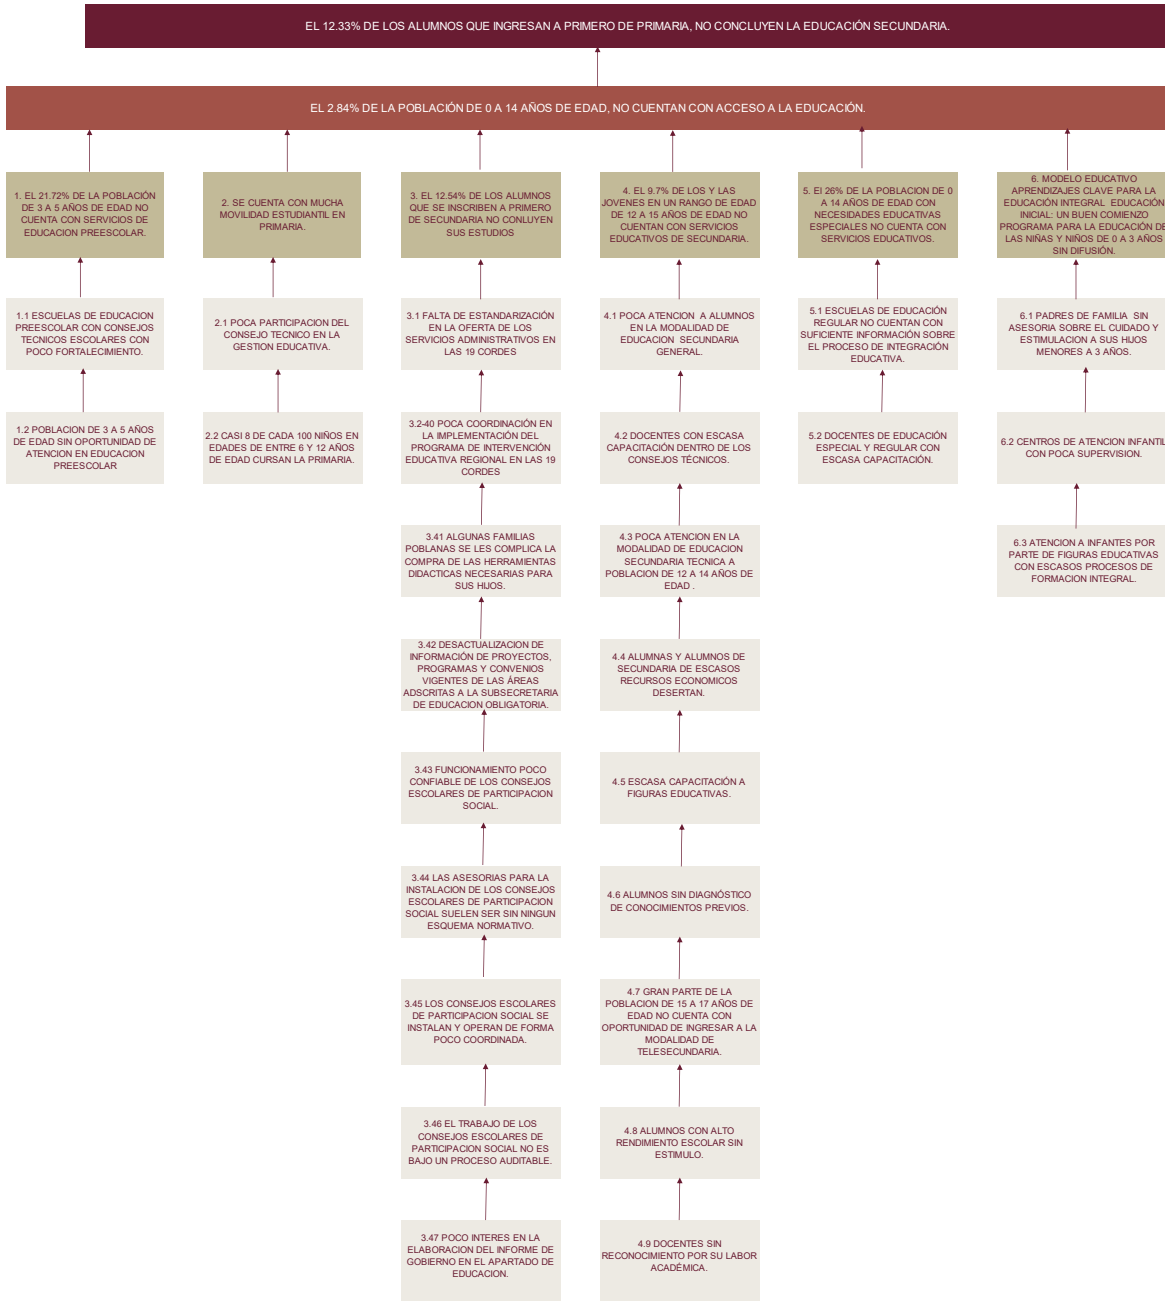 EL 12.33% DE LOS ALUMNOS QUE INGRESAN A PRIMERO DE PRIMARIA, NO CONCLUYEN LA EDUCACIÓN SECUNDARIA.
EL 2.84% DE LA POBLACIÓN DE 0 A 14 AÑOS DE EDAD, NO CUENTAN CON ACCESO A LA EDUCACIÓN.
1. EL 21.72% DE LA POBLACIÓN
DE 3 A 5 AÑOS DE EDAD NO
CUENTA CON SERVICIOS DE
EDUCACION PREESCOLAR.
1.1 ESCUELAS DE EDUCACION
PREESCOLAR CON CONSEJOS
TECNICOS ESCOLARES CON
POCO FORTALECIMIENTO.
1.2 POBLACION DE 3 A 5 AÑOS
DE EDAD SIN OPORTUNIDAD DE
ATENCION EN EDUCACION
PREESCOLAR
2. SE CUENTA CON MUCHA
MOVILIDAD ESTUDIANTIL EN
PRIMARIA.
2.1 POCA PARTICIPACION DEL
CONSEJO TECNICO EN LA
GESTION EDUCATIVA.
2.2 CASI 8 DE CADA 100 NIÑOS EN
EDADES DE ENTRE 6 Y 12 AÑOS
DE EDAD CURSAN LA PRIMARIA.
3. EL 12.54% DE LOS ALUMNOS
QUE SE INSCRIBEN A PRIMERO
DE SECUNDARIA NO CONLUYEN
SUS ESTUDIOS
3.1 FALTA DE ESTANDARIZACIÓN
EN LA OFERTA DE LOS
SERVICIOS ADMINISTRATIVOS EN
LAS 19 CORDES
3.2-40 POCA COORDINACIÓN EN
LA IMPLEMENTACIÓN DEL
PROGRAMA DE INTERVENCIÓN
EDUCATIVA REGIONAL EN LAS 19
CORDES
3.41 ALGUNAS FAMILIAS
POBLANAS SE LES COMPLICA LA
COMPRA DE LAS HERRAMIENTAS
DIDACTICAS NECESARIAS PARA
SUS HIJOS.
3.42 DESACTUALIZACION DE
INFORMACIÓN DE PROYECTOS,
PROGRAMAS Y CONVENIOS
VIGENTES DE LAS ÁREAS
ADSCRITAS A LA SUBSECRETARIA
DE EDUCACION OBLIGATORIA.
3.43 FUNCIONAMIENTO POCO
CONFIABLE DE LOS CONSEJOS
ESCOLARES DE PARTICIPACION
SOCIAL.
3.44 LAS ASESORIAS PARA LA
INSTALACION DE LOS CONSEJOS
ESCOLARES DE PARTICIPACION
SOCIAL SUELEN SER SIN NINGUN
ESQUEMA NORMATIVO.
3.45 LOS CONSEJOS ESCOLARES
DE PARTICIPACION SOCIAL SE
INSTALAN Y OPERAN DE FORMA
POCO COORDINADA.
3.46 EL TRABAJO DE LOS
CONSEJOS ESCOLARES DE
PARTICIPACION SOCIAL NO ES
BAJO UN PROCESO AUDITABLE.
3.47 POCO INTERES EN LA
ELABORACION DEL INFORME DE
GOBIERNO EN EL APARTADO DE
EDUCACION.
4. EL 9.7% DE LOS Y LAS
JOVENES EN UN RANGO DE EDAD
DE 12 A 15 AÑOS DE EDAD NO
CUENTAN CON SERVICIOS
EDUCATIVOS DE SECUNDARIA.
4.1 POCA ATENCION A ALUMNOS
EN LA MODALIDAD DE
EDUCACION SECUNDARIA
GENERAL.
4.2 DOCENTES CON ESCASA
CAPACITACIÓN DENTRO DE LOS
CONSEJOS TÉCNICOS.
4.3 POCA ATENCION EN LA
MODALIDAD DE EDUCACION
SECUNDARIA TECNICA A
POBLACION DE 12 A 14 AÑOS DE
EDAD .
4.4 ALUMNAS Y ALUMNOS DE
SECUNDARIA DE ESCASOS
RECURSOS ECONOMICOS
DESERTAN.
4.5 ESCASA CAPACITACIÓN A
FIGURAS EDUCATIVAS.
4.6 ALUMNOS SIN DIAGNÓSTICO
DE CONOCIMIENTOS PREVIOS.
4.7 GRAN PARTE DE LA
POBLACION DE 15 A 17 AÑOS DE
EDAD NO CUENTA CON
OPORTUNIDAD DE INGRESAR A LA
MODALIDAD DE
TELESECUNDARIA.
4.8 ALUMNOS CON ALTO
RENDIMIENTO ESCOLAR SIN
ESTIMULO.
4.9 DOCENTES SIN
RECONOCIMIENTO POR SU LABOR
ACADÉMICA.
5. El 26% DE LA POBLACION DE 0
A 14 AÑOS DE EDAD CON
NECESIDADES EDUCATIVAS
ESPECIALES NO CUENTA CON
SERVICIOS EDUCATIVOS.
5.1 ESCUELAS DE EDUCACIÓN
REGULAR NO CUENTAN CON
SUFICIENTE INFORMACIÓN SOBRE
EL PROCESO DE INTEGRACIÓN
EDUCATIVA.
5.2 DOCENTES DE EDUCACIÓN
ESPECIAL Y REGULAR CON
ESCASA CAPACITACIÓN.
6. MODELO EDUCATIVO
APRENDIZAJES CLAVE PARA LA
EDUCACIÓN INTEGRAL EDUCACIÓN
INICIAL: UN BUEN COMIENZO
PROGRAMA PARA LA EDUCACIÓN DE
LAS NIÑAS Y NIÑOS DE 0 A 3 AÑOS
SIN DIFUSIÓN.
6.1 PADRES DE FAMILIA SIN
ASESORIA SOBRE EL CUIDADO Y
ESTIMULACION A SUS HIJOS
MENORES A 3 AÑOS.
6.2 CENTROS DE ATENCION INFANTIL
CON POCA SUPERVISION.
6.3 ATENCION A INFANTES POR
PARTE DE FIGURAS EDUCATIVAS
CON ESCASOS PROCESOS DE
FORMACION INTEGRAL.